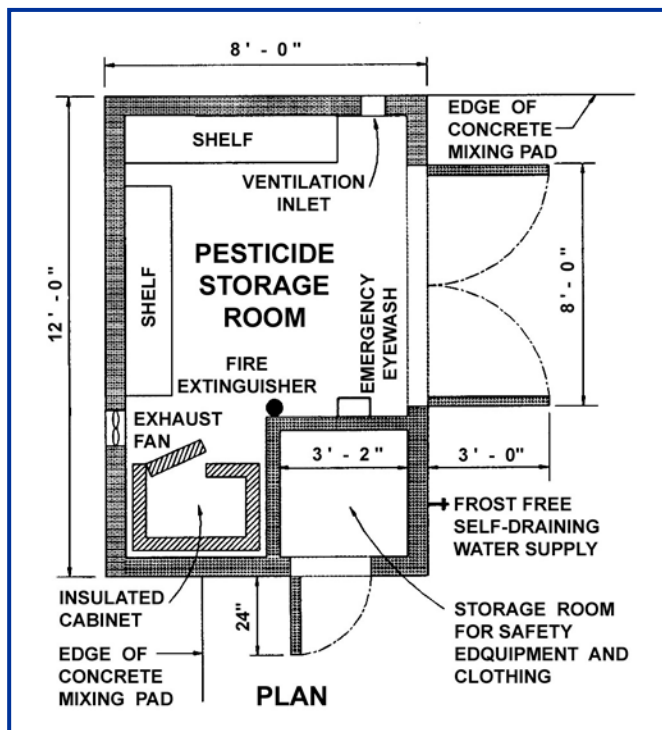 8' - 0"
EDGE OF
CONCRETE
MIXING PAD
SHELF
VENTILATION
INLET
12' - 0"
SHELF
PESTICIDE
STORAGE
ROOM
EMERGENCY
EYEWASH
8' - 0"
FIRE
EXTINGUISHER
EXHAUST
FAN
3' - 2"
3' - 0"
FROST FREE
SELF-DRAINING
WATER SUPPLY
INSULATED
CABINET
24"
STORAGE ROOM
FOR SAFETY
EDQUIPMENT AND
CLOTHING
EDGE OF
CONCRETE
MIXING PAD
PLAN